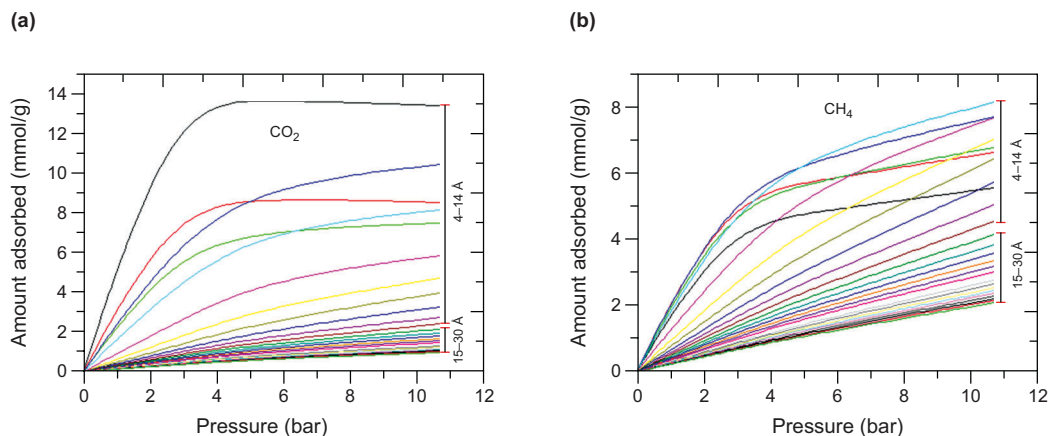 (a)
Amount adsorbed (mmol/g)
14
12
10
8
6
4
2
0
CO2
4–14 Å
15–30 Å
0 2 4 6 8 10 12
Pressure (bar)
(b)
Amount adsorbed (mmol/g)
8
6
4
2
0
CH4
4–14 Å
15–30 Å
0 2 4 6 8 10 12
Pressure (bar)